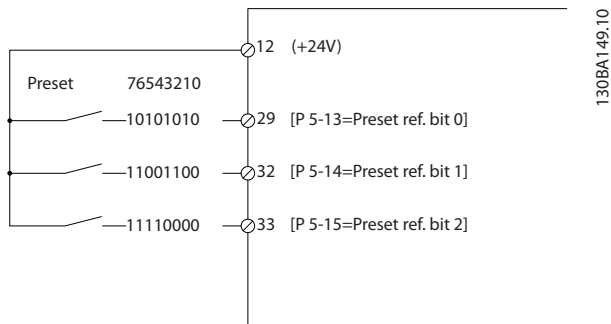 12 (+24V)
Preset 76543210
10101010 29 [P 5-13=Preset ref. bit 0]
11001100 32 [P 5-14=Preset ref. bit 1]
11110000 33 [P 5-15=Preset ref. bit 2]
130BA149.10